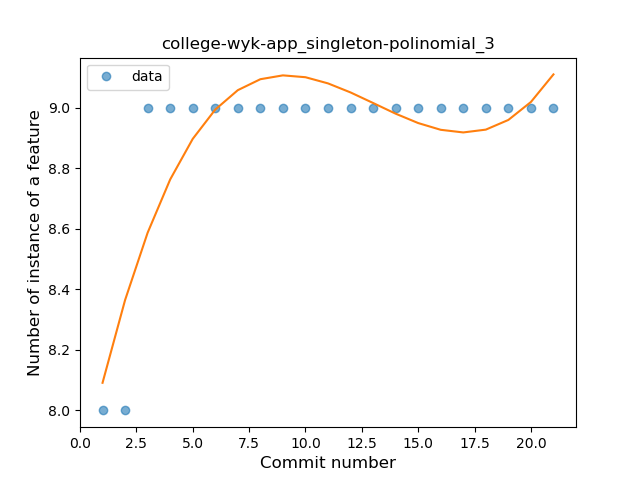 college-wyk-app_singleton-polinomial_3
data
Number of instance of a feature
9.0
8.8
8.6
8.4
8.2
8.0
0.0 2.5 5.0 7.5 10.0 12.5 15.0 17.5 20.0
Commit number